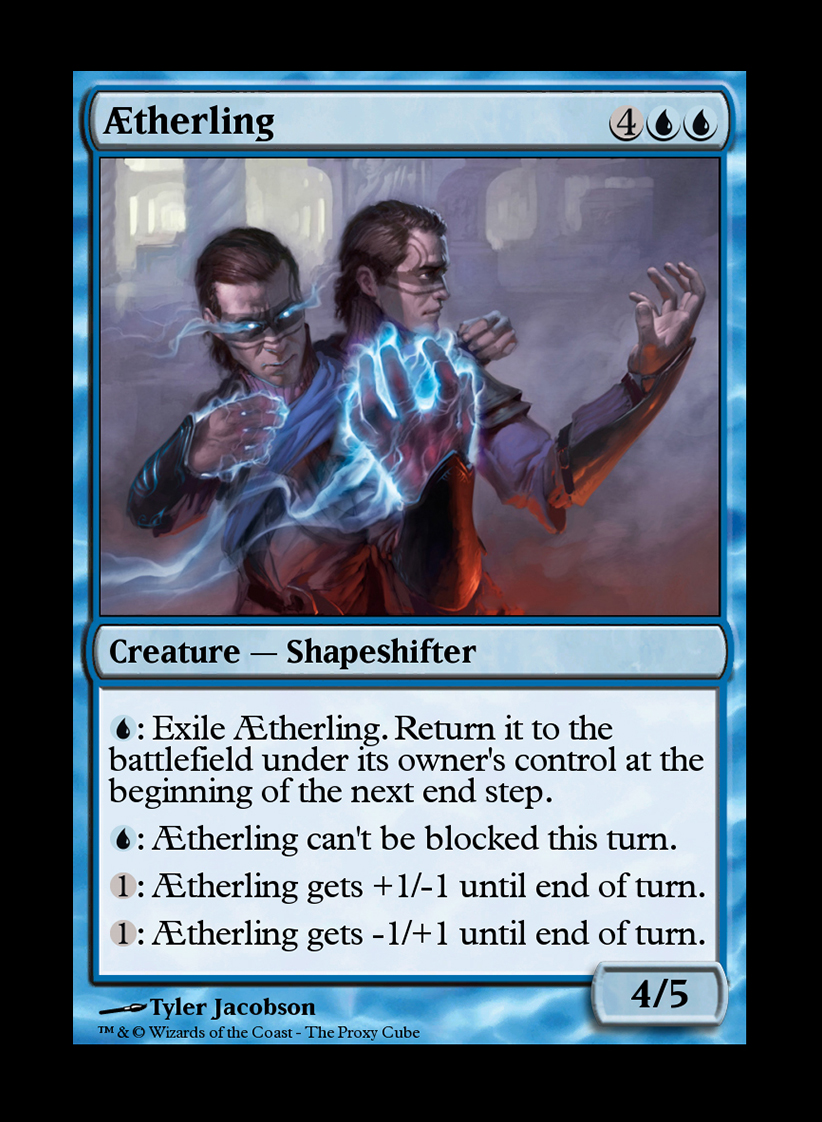 Ætherling 4
Creature — Shapeshifter
: Exile Ætherling. Return it to the
battlefield under its owner's control at the
beginning of the next end step.
: Ætherling can't be blocked this turn.
1: Ætherling gets +1/-1 until end of turn.
1: Ætherling gets -1/+1 until end of turn.
4/5
Tyler Jacobson
™ & © Wizards of the Coast - The Proxy Cube